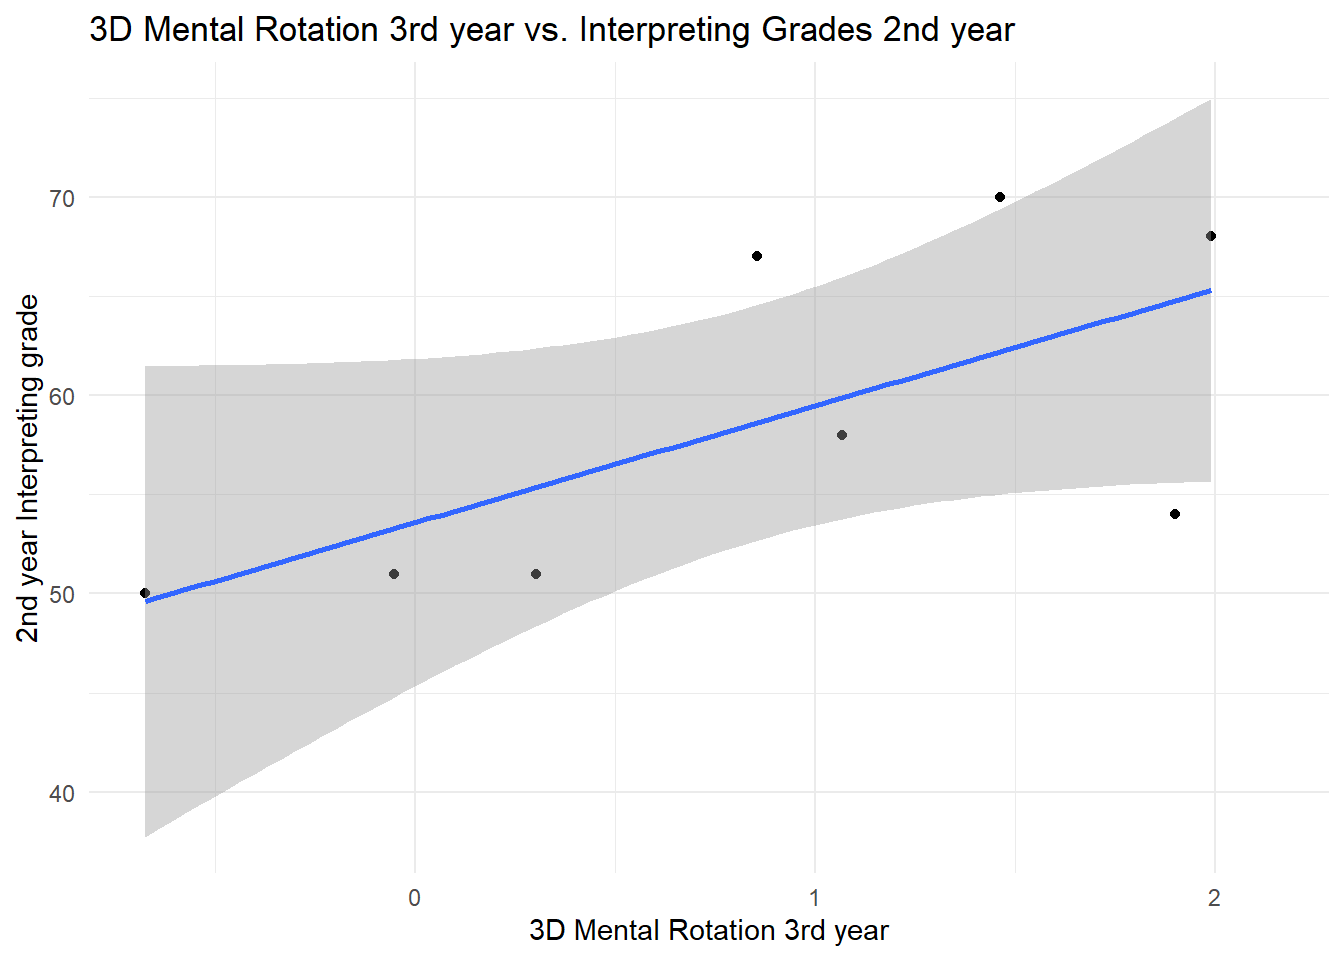 3D Mental Rotation 3rd year vs. Interpreting Grades 2nd year
2nd year Interpreting grade
70
60
50
40
0
1
2
3D Mental Rotation 3rd year